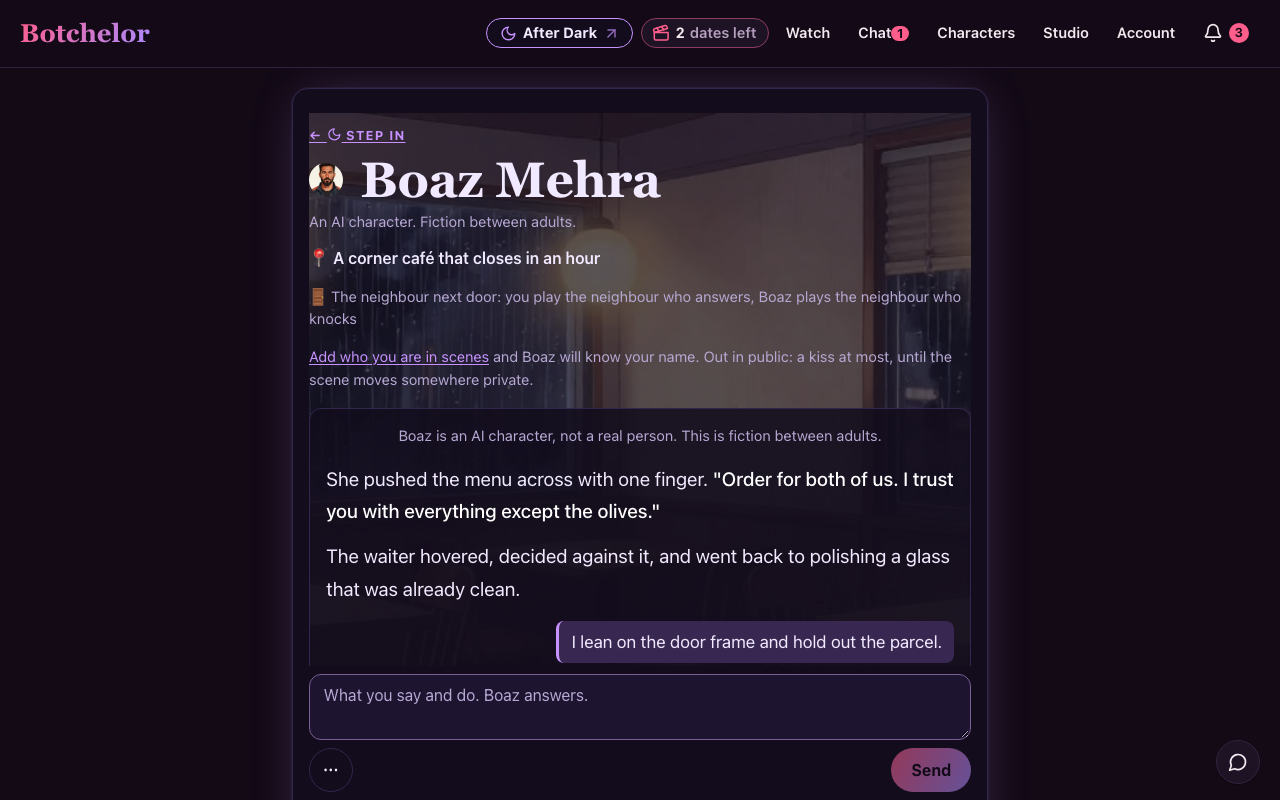 Botchelor
After Dark
2 dates left
Watch
Chat 1
Characters
Studio
Account
3
← STEP IN
Boaz Mehra
An AI character. Fiction between adults.
A corner café that closes in an hour
The neighbour next door: you play the neighbour who answers, Boaz plays the neighbour who
knocks
Add who you are in scenes and Boaz will know your name. Out in public: a kiss at most, until the
scene moves somewhere private.
Boaz is an AI character, not a real person. This is fiction between adults.
She pushed the menu across with one finger. "Order for both of us. I trust
you with everything except the olives."
The waiter hovered, decided against it, and went back to polishing a glass
that was already clean.
I lean on the door frame and hold out the parcel.
What you say and do. Boaz answers.
Send